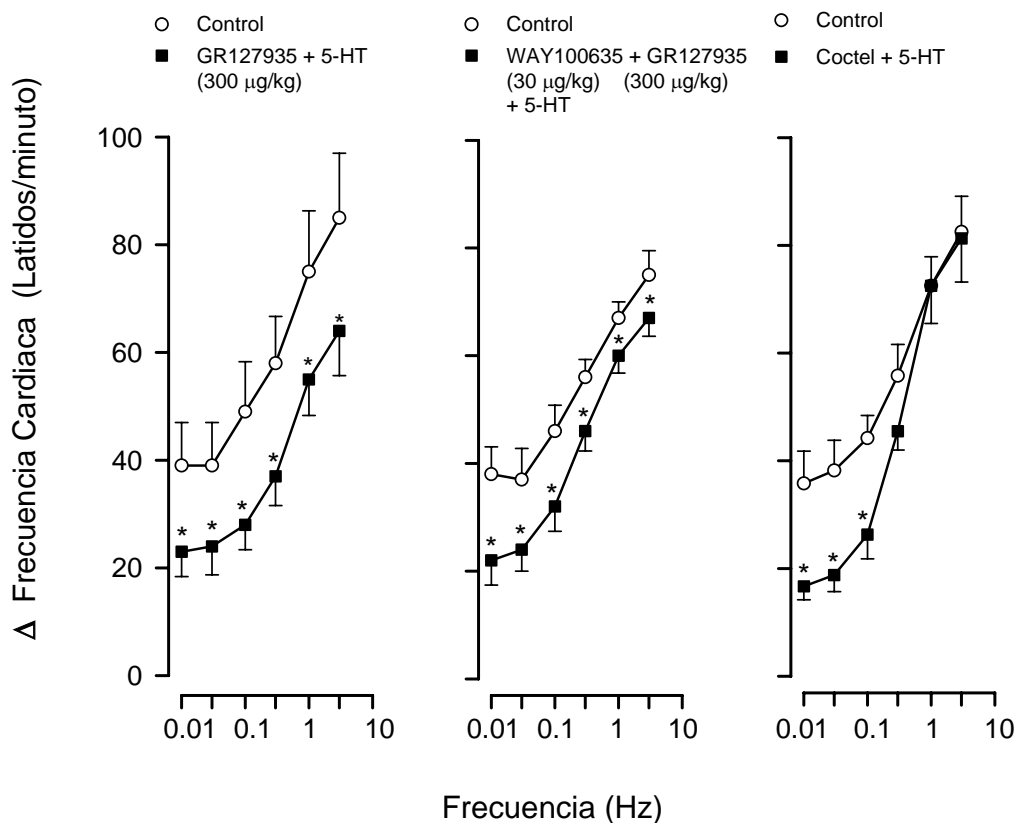 Control
GR127935 + 5-HT
(300 µg/kg)
Control
WAY100635 + GR127935
(30 µg/kg) (300 µg/kg)
+ 5-HT
Control
Coctel + 5-HT
Δ Frecuencia Cardiaca (Latidos/minuto)
100
80
60
40
20
0
* * * * * *
* * * * * *
* * *
0.01 0.1 1 10
0.01 0.1 1 10
0.01 0.1 1 10
Frecuencia (Hz)